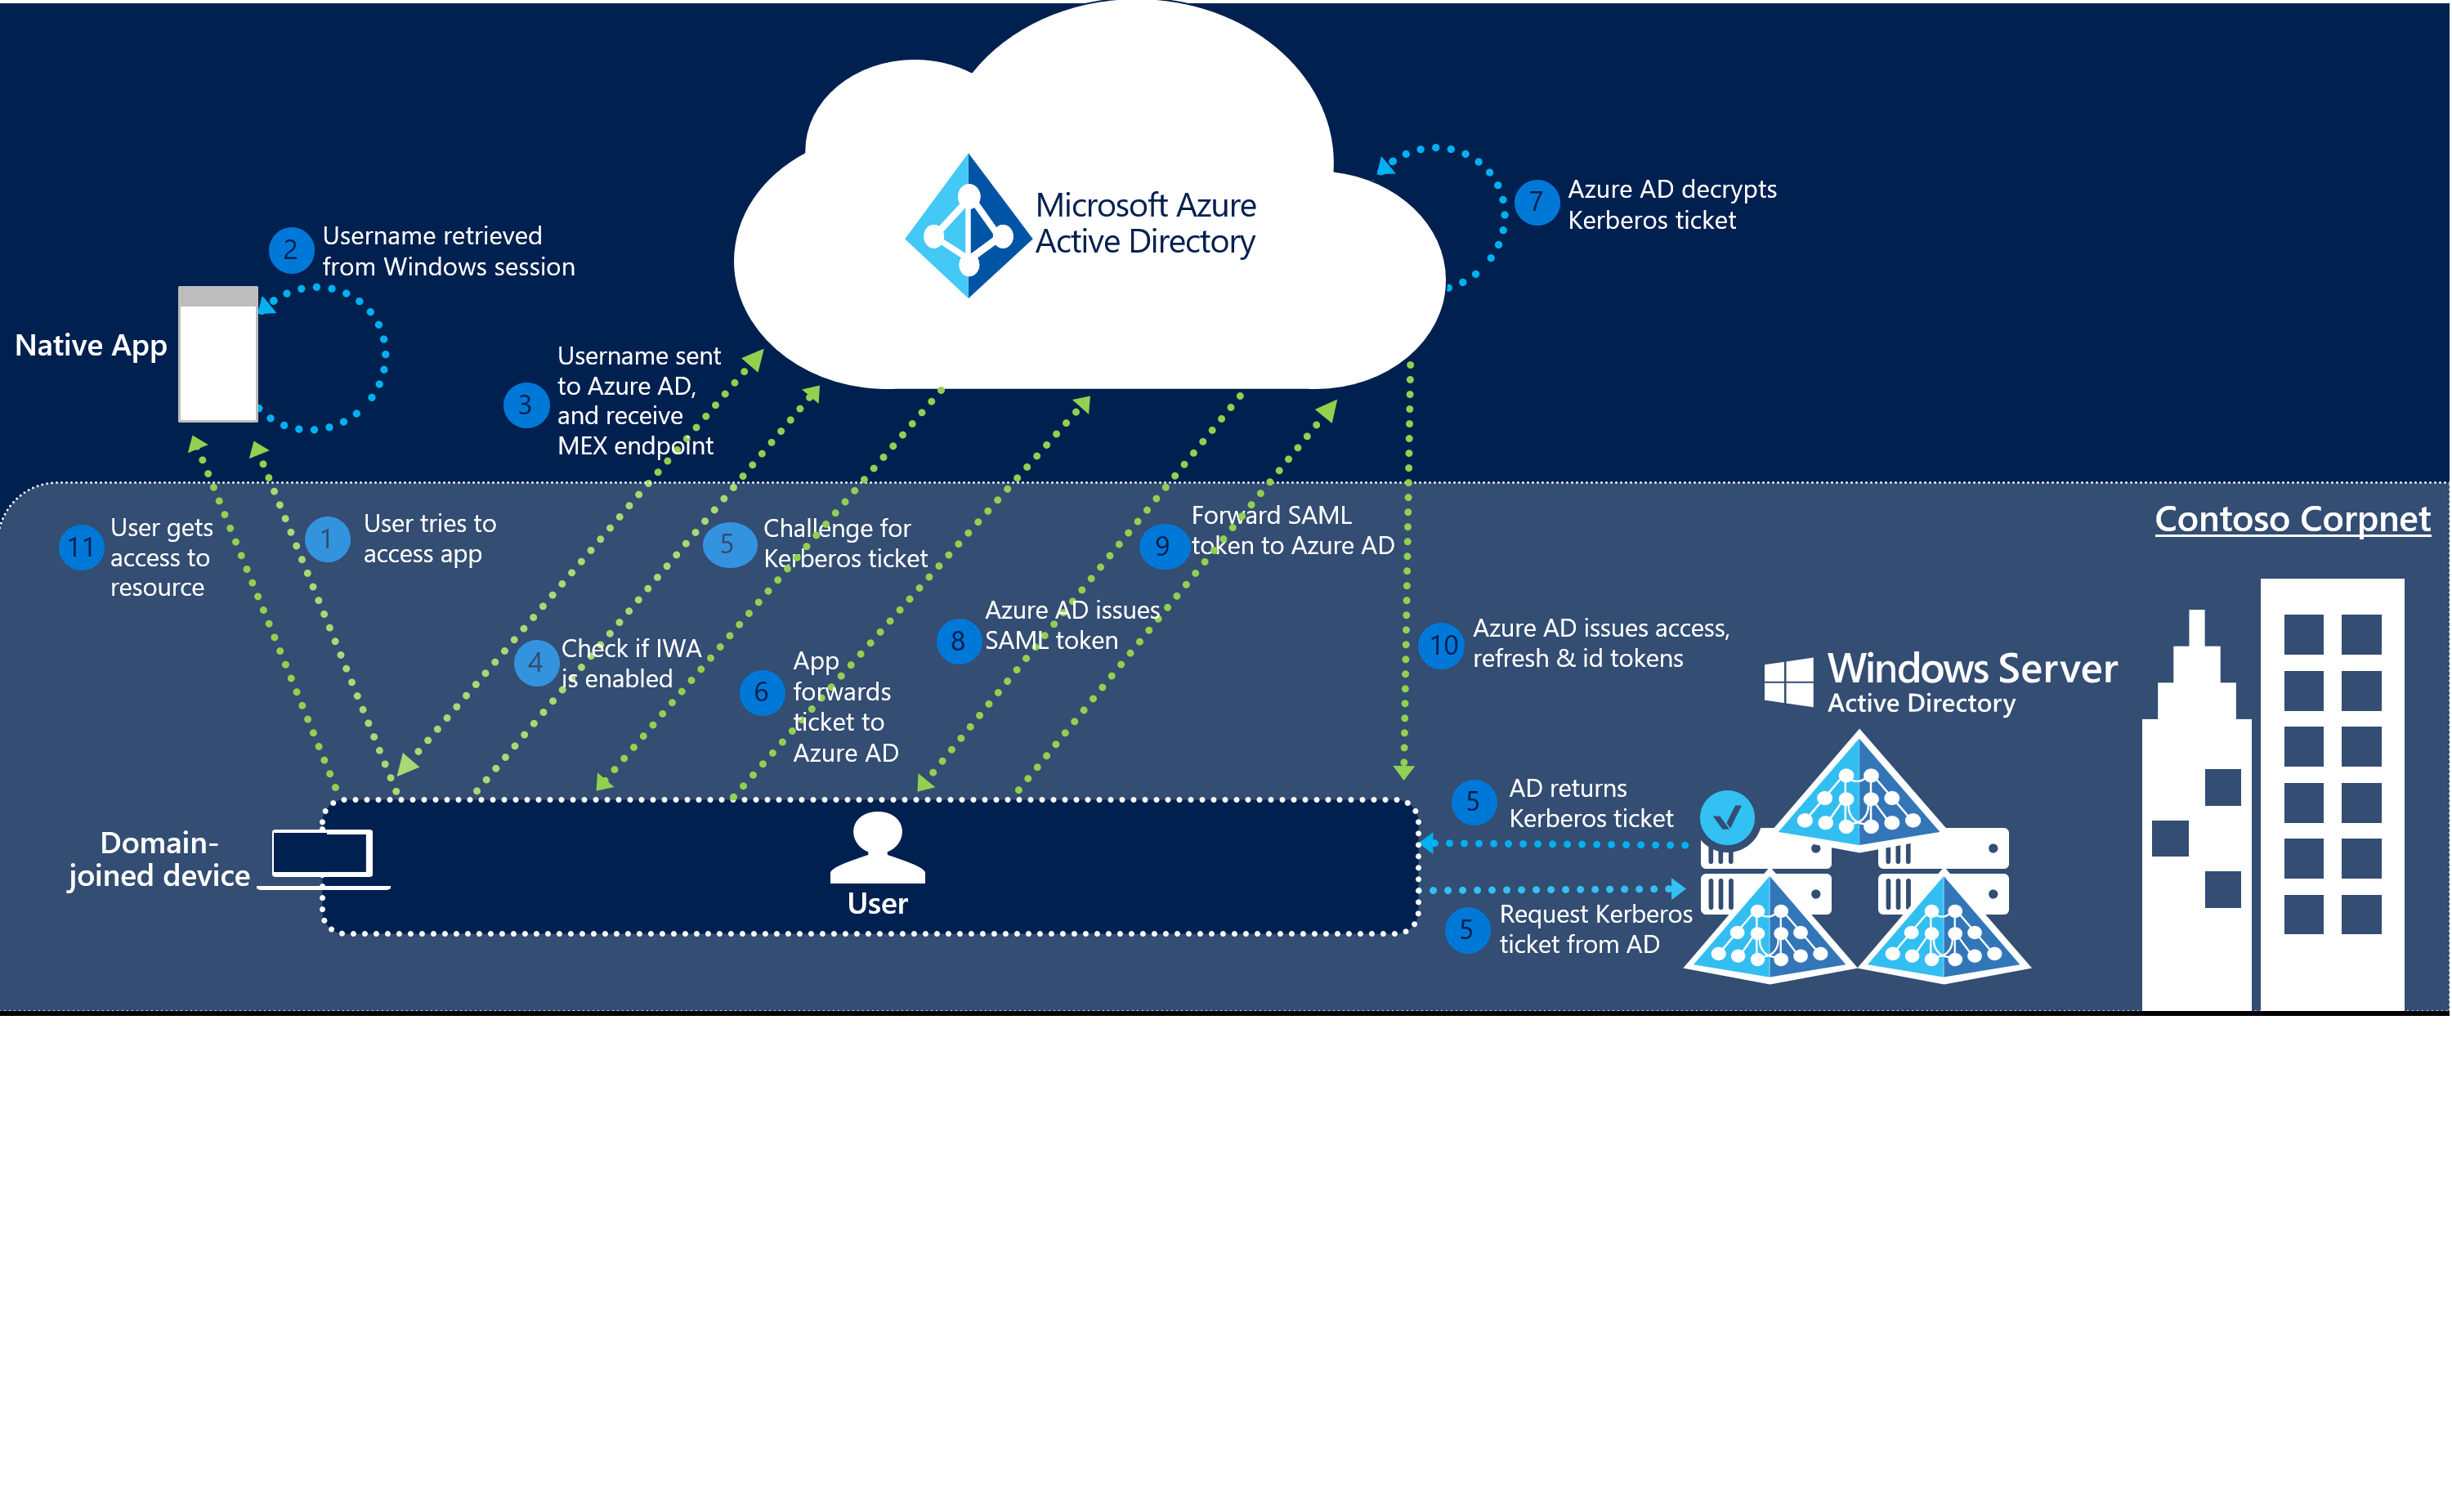 Microsoft Azure
Active Directory
7
Azure AD decrypts
Kerberos ticket
2
Username retrieved
from Windows session
Native App
3
Username sent
to Azure AD,
and receive
MEX endpoint
11
User gets
access to
resource
1
User tries to
access app
5
Challenge for
Kerberos ticket
9
Forward SAML
token to Azure AD
Contoso Corpnet
4
Check if IWA
is enabled
6
App
forwards
ticket to
Azure AD
8
Azure AD issues
SAML token
10
Azure AD issues access,
refresh & id tokens
Windows Server
Active Directory
5
AD returns
Kerberos ticket
Domain-
joined device
User
5
Request Kerberos
ticket from AD